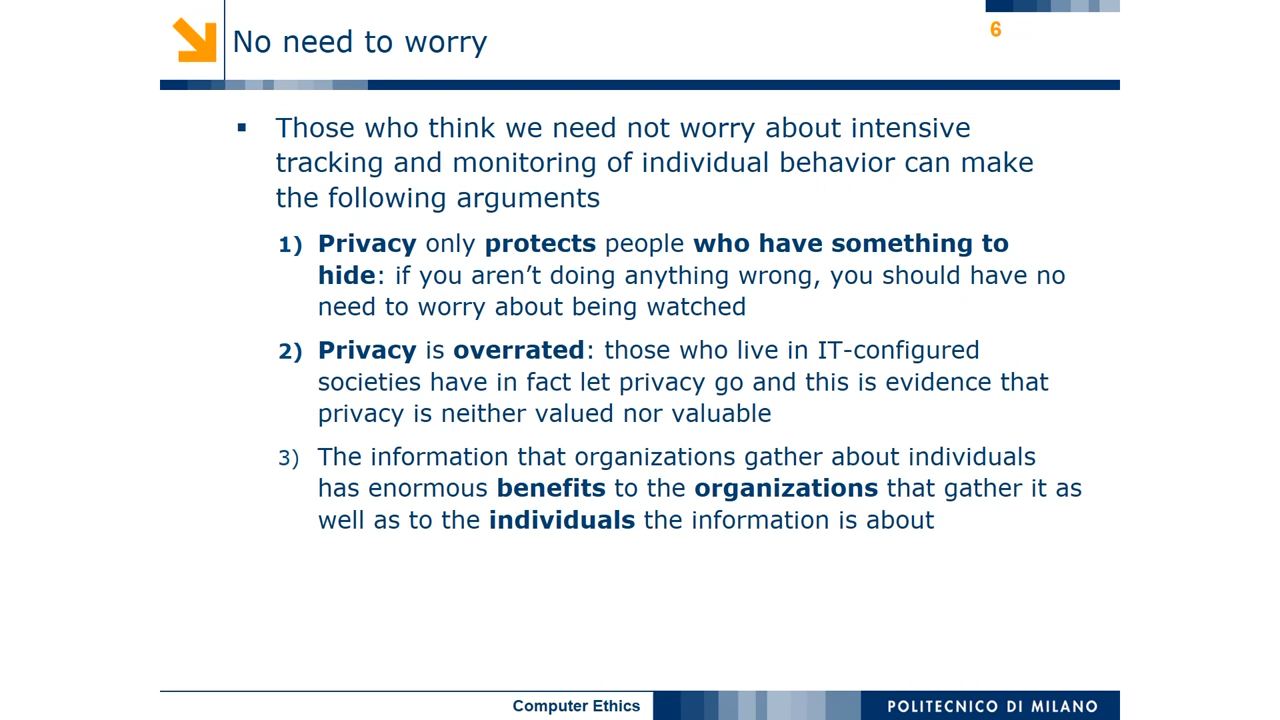 No need to worry
6
Those who think we need not worry about intensive
tracking and monitoring of individual behavior can make
the following arguments
1) Privacy only protects people who have something to
hide: if you aren’t doing anything wrong, you should have no
need to worry about being watched
2) Privacy is overrated: those who live in IT-configured
societies have in fact let privacy go and this is evidence that
privacy is neither valued nor valuable
3) The information that organizations gather about individuals
has enormous benefits to the organizations that gather it as
well as to the individuals the information is about
Computer Ethics
POLITECNICO DI MILANO